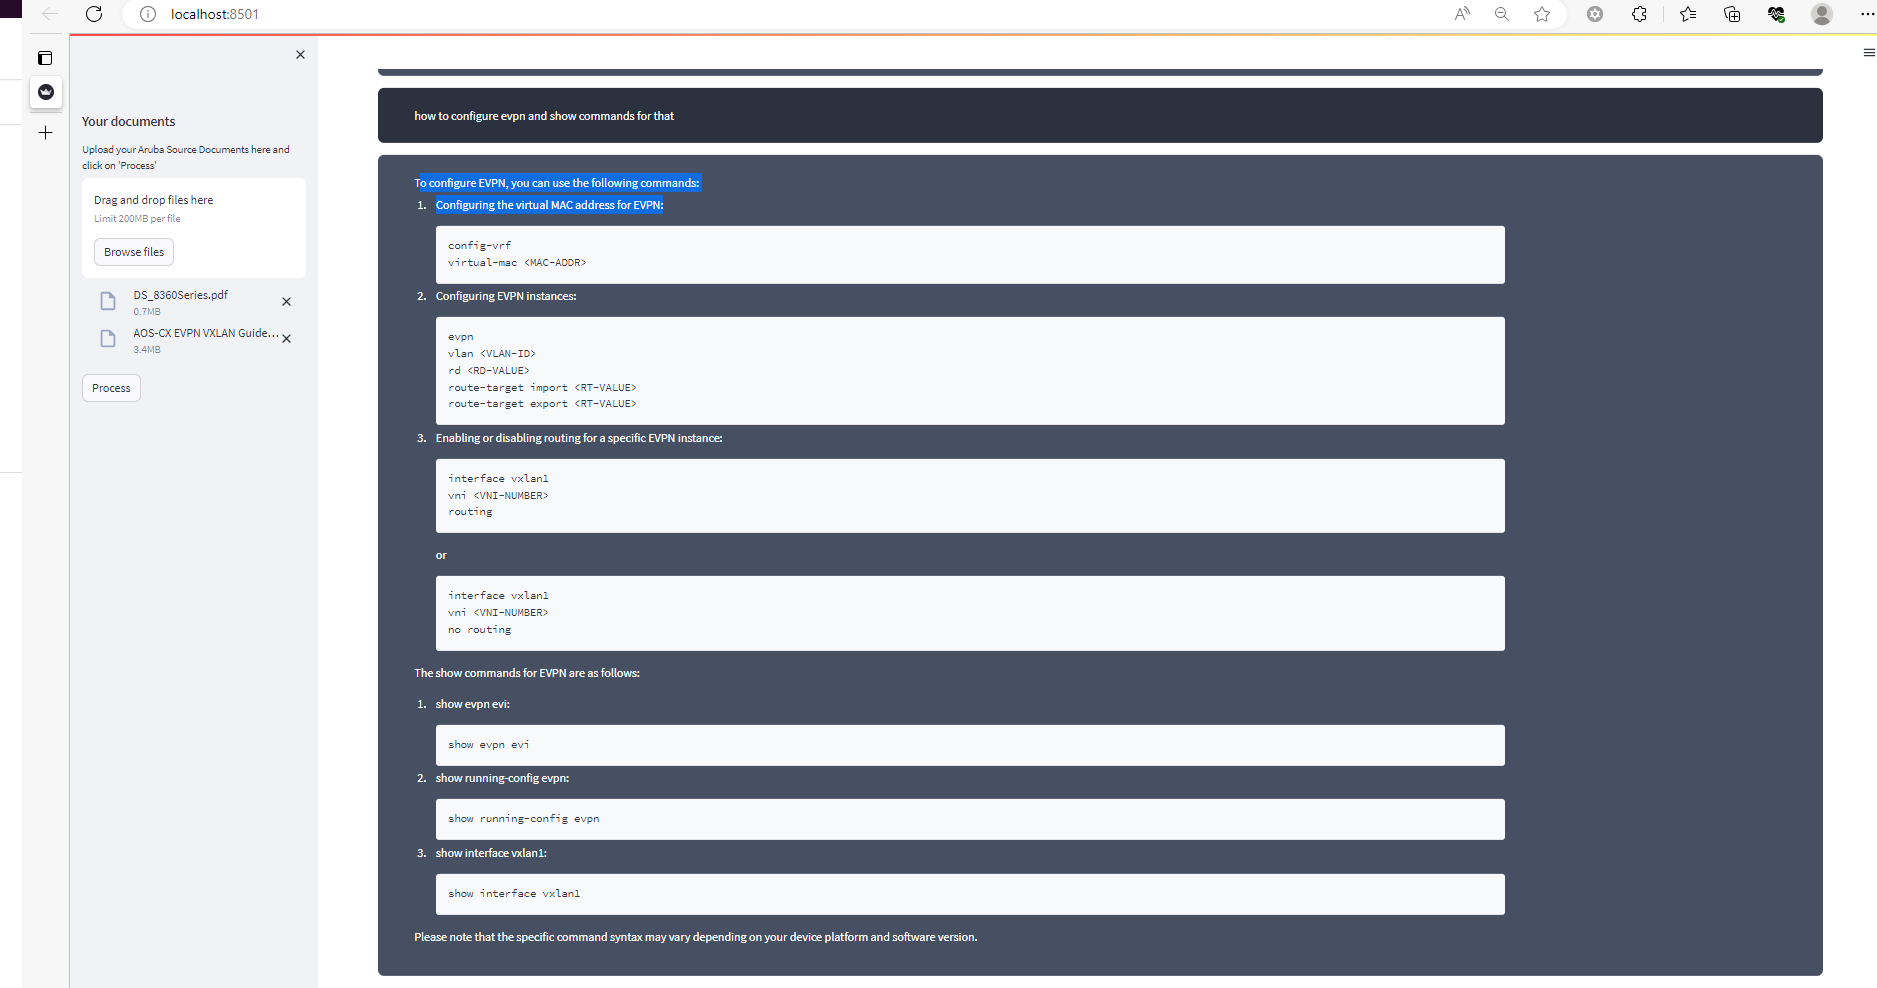 localhost:8501
Your documents
Upload your Aruba Source Documents here and
click on 'Process'
Drag and drop files here
Limit 200MB per file
Browse files
DS_8360Series.pdf
0.7MB
AOS-CX EVPN VXLAN Guide...
3.4MB
Process
how to configure evpn and show commands for that
To configure EVPN, you can use the following commands:
1. Configuring the virtual MAC address for EVPN:
config-vrf
virtual-mac <MAC-ADDR>
2. Configuring EVPN instances:
evpn
vlan <VLAN-ID>
rd <RD-VALUE>
route-target import <RT-VALUE>
route-target export <RT-VALUE>
3. Enabling or disabling routing for a specific EVPN instance:
interface vxlan1
vni <VNI-NUMBER>
routing
or
interface vxlan1
vni <VNI-NUMBER>
no routing
The show commands for EVPN are as follows:
1. show evpn evi:
show evpn evi
2. show running-config evpn:
show running-config evpn
3. show interface vxlan1:
show interface vxlan1
Please note that the specific command syntax may vary depending on your device platform and software version.